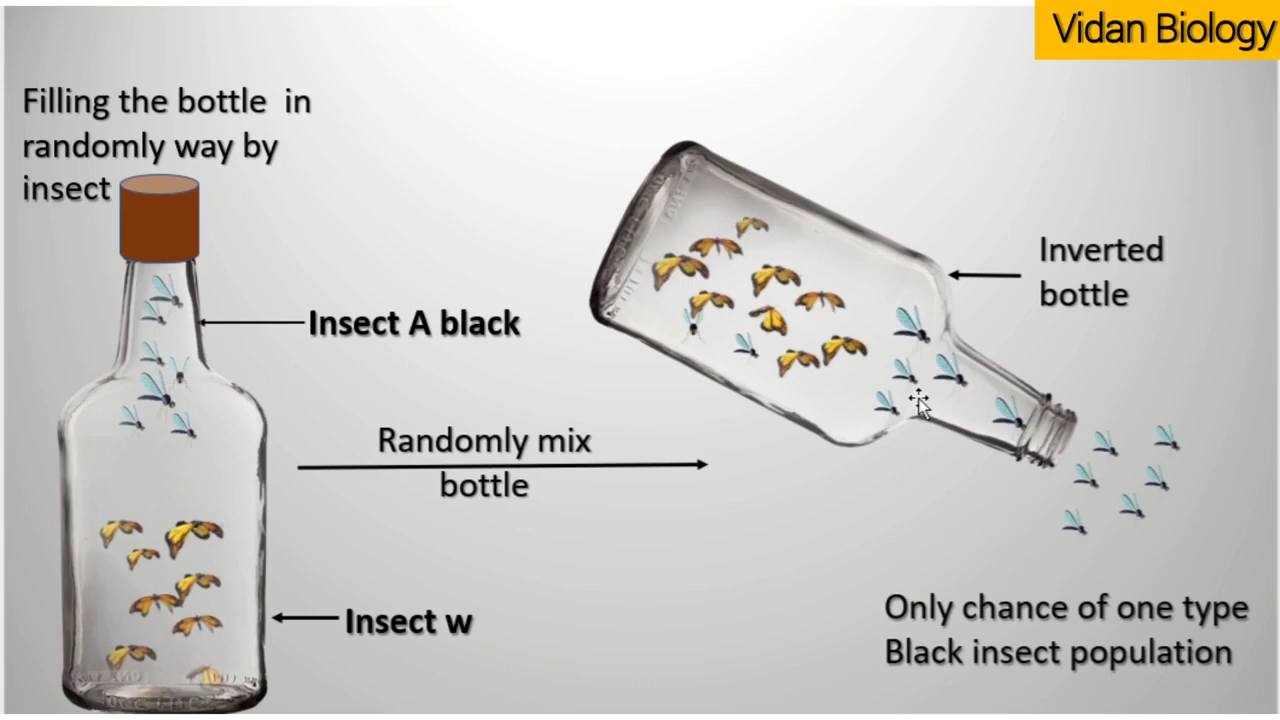 Vidan Biology
Filling the bottle in
randomly way by
insect
Insect A black
Randomly mix
bottle
Insect w
Inverted
bottle
Only chance of one type
Black insect population